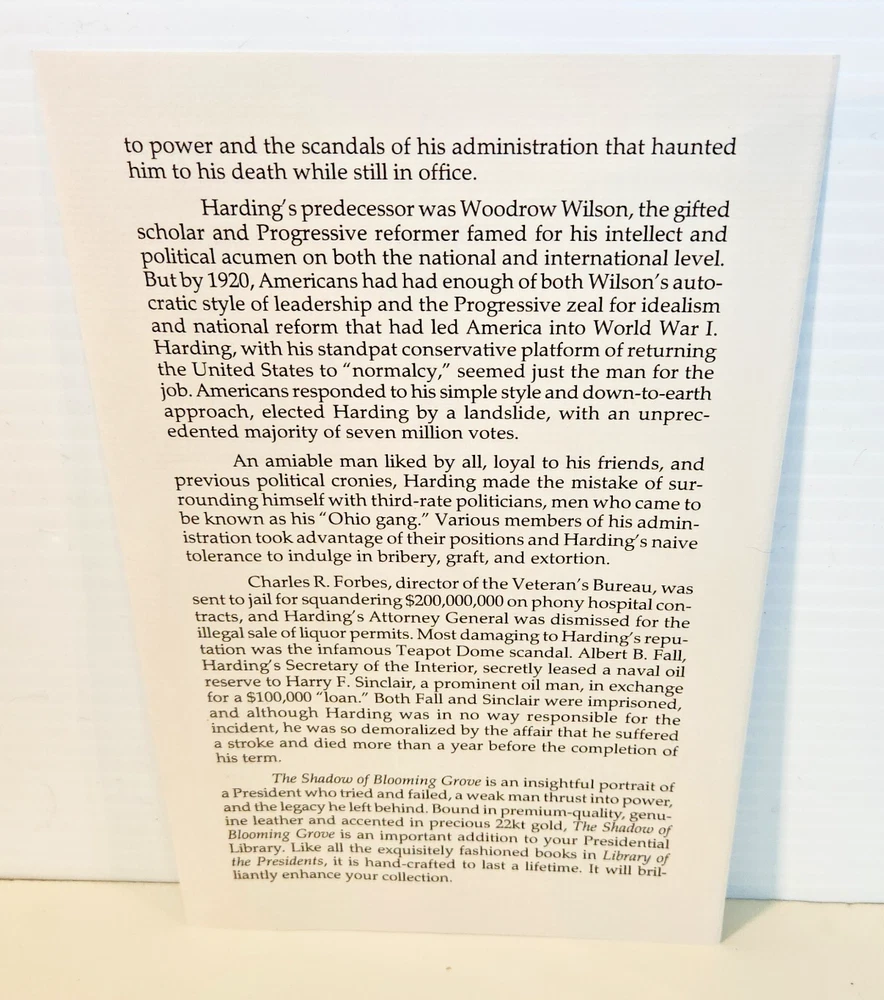 to power and the scandals of his administration that haunted
him to his death while still in office.
Harding's predecessor was Woodrow Wilson, the gifted
scholar and Progressive reformer famed for his intellect and
political acumen on both the national and international level.
But by 1920, Americans had had enough of both Wilson's auto-
cratic style of leadership and the Progressive zeal for idealism
and national reform that had led America into World War I.
Harding, with his standpat conservative platform of returning
the United States to "normalcy," seemed just the man for the
job. Americans responded to his simple style and down-to-earth
approach, elected Harding by a landslide, with an unprec-
edented majority of seven million votes.
An amiable man liked by all, loyal to his friends, and
previous political cronies, Harding made the mistake of sur-
rounding himself with third-rate politicians, men who came to
be known as his "Ohio gang." Various members of his admin-
istration took advantage of their positions and Harding's naive
tolerance to indulge in bribery, graft, and extortion.
Charles R. Forbes, director of the Veteran's Bureau, was
sent to jail for squandering $200,000,000 on phony hospital con-
tracts, and Harding's Attorney General was dismissed for the
illegal sale of liquor permits. Most damaging to Harding's repu-
tation was the infamous Teapot Dome scandal. Albert B. Fall,
Harding's Secretary of the Interior, secretly leased a naval oil
reserve to Harry F. Sinclair, a prominent oil man, in exchange
for a $100,000 "loan." Both Fall and Sinclair were imprisoned,
and although Harding was in no way responsible for the
incident, he was so demoralized by the affair that he suffered
a stroke and died more than a year before the completion of
his term.
The Shadow of Blooming Grove is an insightful portrait of
a President who tried and failed, a weak man thrust into power,
and the legacy he left behind. Bound in premium-quality, genu-
ine leather and accented in precious 22kt gold, The Shadow of
Blooming Grove is an important addition to your Presidential
Library. Like all the exquisitely fashioned books in Library of
the Presidents, it is hand-crafted to last a lifetime. It will bril-
liantly enhance your collection.